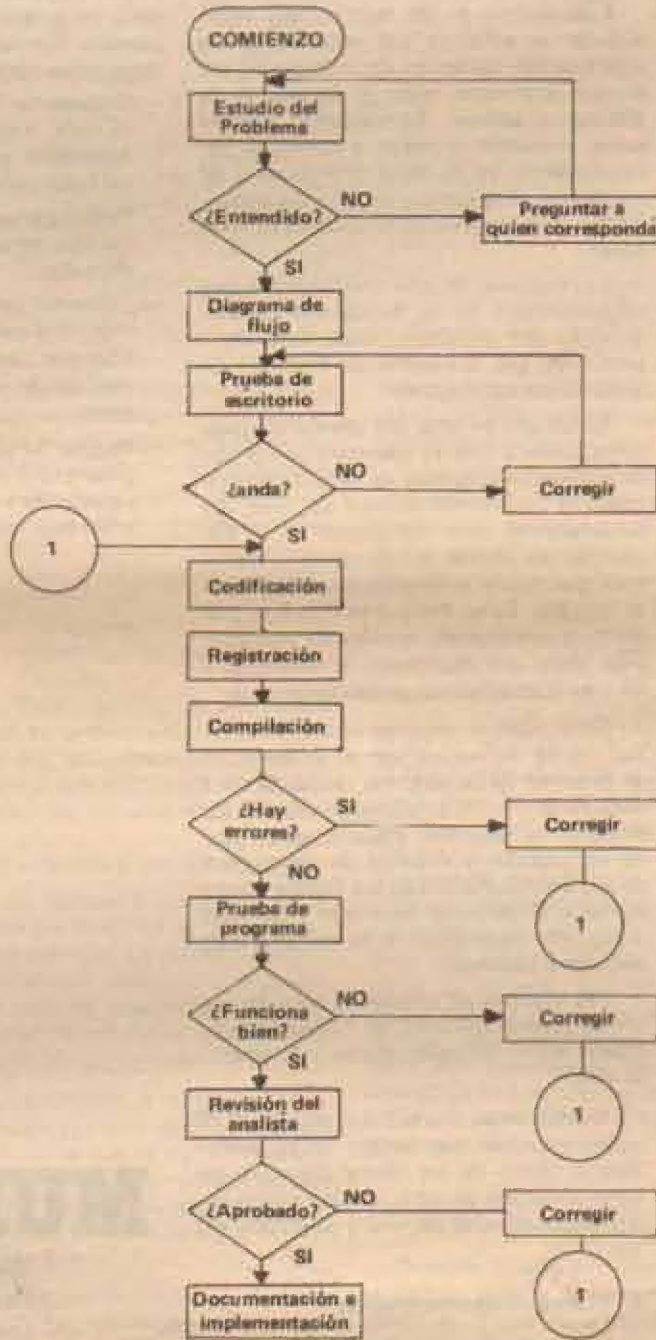 COMIENZO
Estudio del
Problema
¿Entendido?
NO
Preguntar a
quien corresponda
SI
Diagrama de
flujo
Prueba de
escritorio
¿anda?
NO
Corregir
SI
1
Codificación
Registración
Compilación
¿Hay
errores?
SI
Corregir
NO
1
Prueba de
programa
¿Funciona
bien?
NO
Corregir
SI
1
Revisión del
analista
¿Aprobado?
NO
Corregir
SI
1
Documentación e
implementación